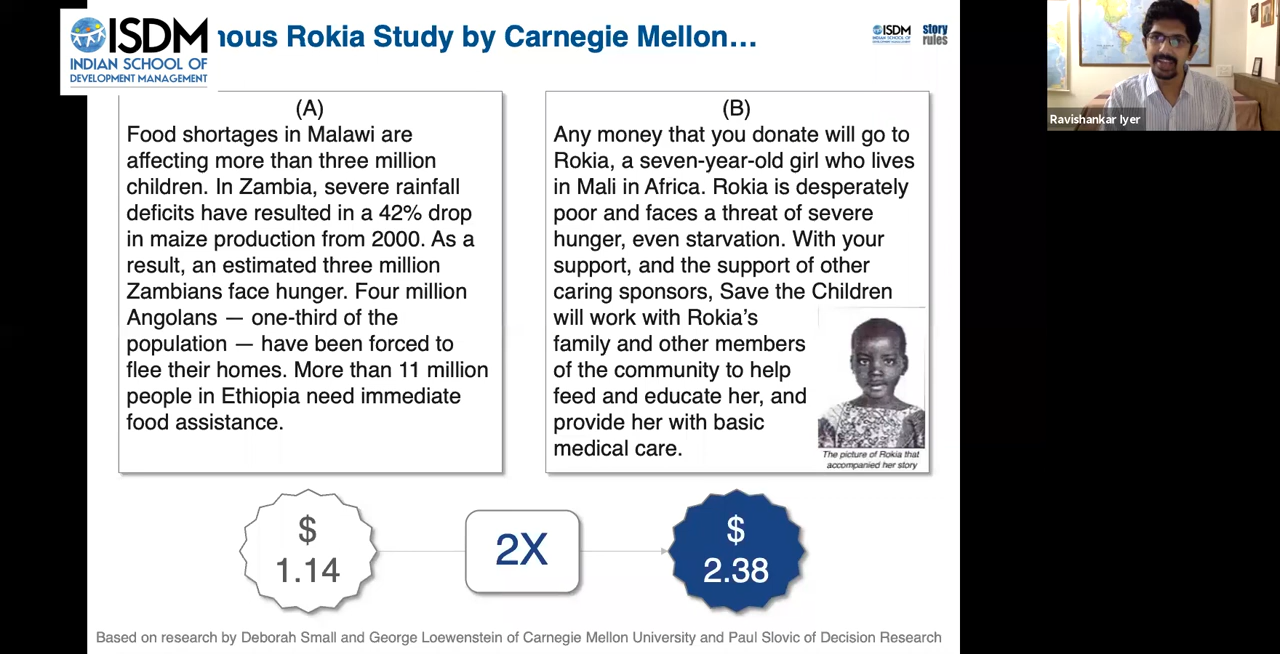 ISDM
INDIAN SCHOOL OF
DEVELOPMENT MANAGEMENT
Rokia Study by Carnegie Mellon...
ISDM
story
rules
Ravishankar Iyer
(A)
Food shortages in Malawi are
affecting more than three million
children. In Zambia, severe rainfall
deficits have resulted in a 42% drop
in maize production from 2000. As a
result, an estimated three million
Zambians face hunger. Four million
Angolans — one-third of the
population — have been forced to
flee their homes. More than 11 million
people in Ethiopia need immediate
food assistance.
(B)
Any money that you donate will go to
Rokia, a seven-year-old girl who lives
in Mali in Africa. Rokia is desperately
poor and faces a threat of severe
hunger, even starvation. With your
support, and the support of other
caring sponsors, Save the Children
will work with Rokia’s
family and other members
of the community to help
feed and educate her, and
provide her with basic
medical care.
The picture of Rokia that
accompanied her story
$
1.14
2X
$
2.38
Based on research by Deborah Small and George Loewenstein of Carnegie Mellon University and Paul Slovic of Decision Research